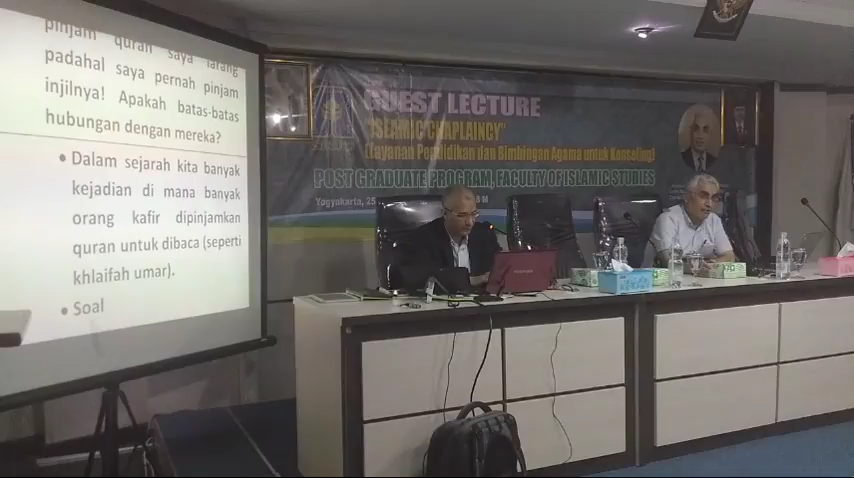 pinjam quran saya larang
padahal saya pernah pinjam
injilnya! Apakah batas-batas
hubungan dengan mereka?
• Dalam sejarah kita banyak
kejadian di mana banyak
orang kafir dipinjamkan
quran untuk dibaca (seperti
khlaifah umar).
• Soal
GUEST LECTURE
"ISLAMIC CHAPLAINCY"
(Layanan Pendidikan dan Bimbingan Agama untuk Konseling)
POST GRADUATE PROGRAM, FACULTY OF ISLAMIC STUDIES
Yogyakarta, 25